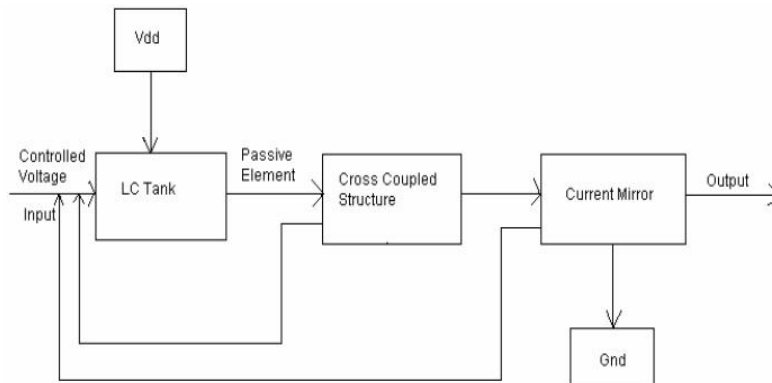 Vdd
Controlled
Voltage
Input
LC Tank
Passive
Element
Cross Coupled
Structure
Current Mirror
Output
Gnd